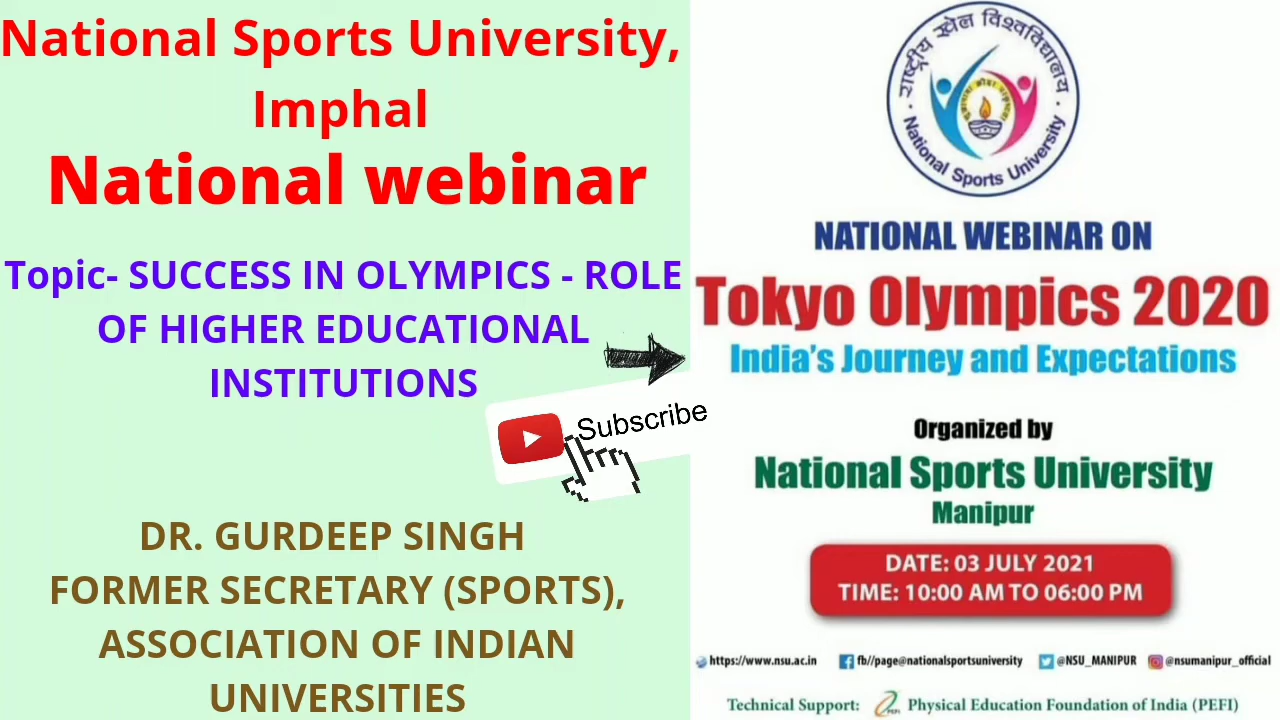 National Sports University,
Imphal
National webinar
Topic- SUCCESS IN OLYMPICS - ROLE
OF HIGHER EDUCATIONAL
INSTITUTIONS
Subscribe
DR. GURDEEP SINGH
FORMER SECRETARY (SPORTS),
ASSOCIATION OF INDIAN
UNIVERSITIES
राष्ट्रीय खेल विश्वविद्यालय
National Sports University
NATIONAL WEBINAR ON
Tokyo Olympics 2020
India's Journey and Expectations
Organized by
National Sports University
Manipur
DATE: 03 JULY 2021
TIME: 10:00 AM TO 06:00 PM
https://www.nsu.ac.in fb//page@nationalsportsuniversity @NSU_MANIPUR @nsumanipur_official
Technical Support: PEFI Physical Education Foundation of India (PEFI)